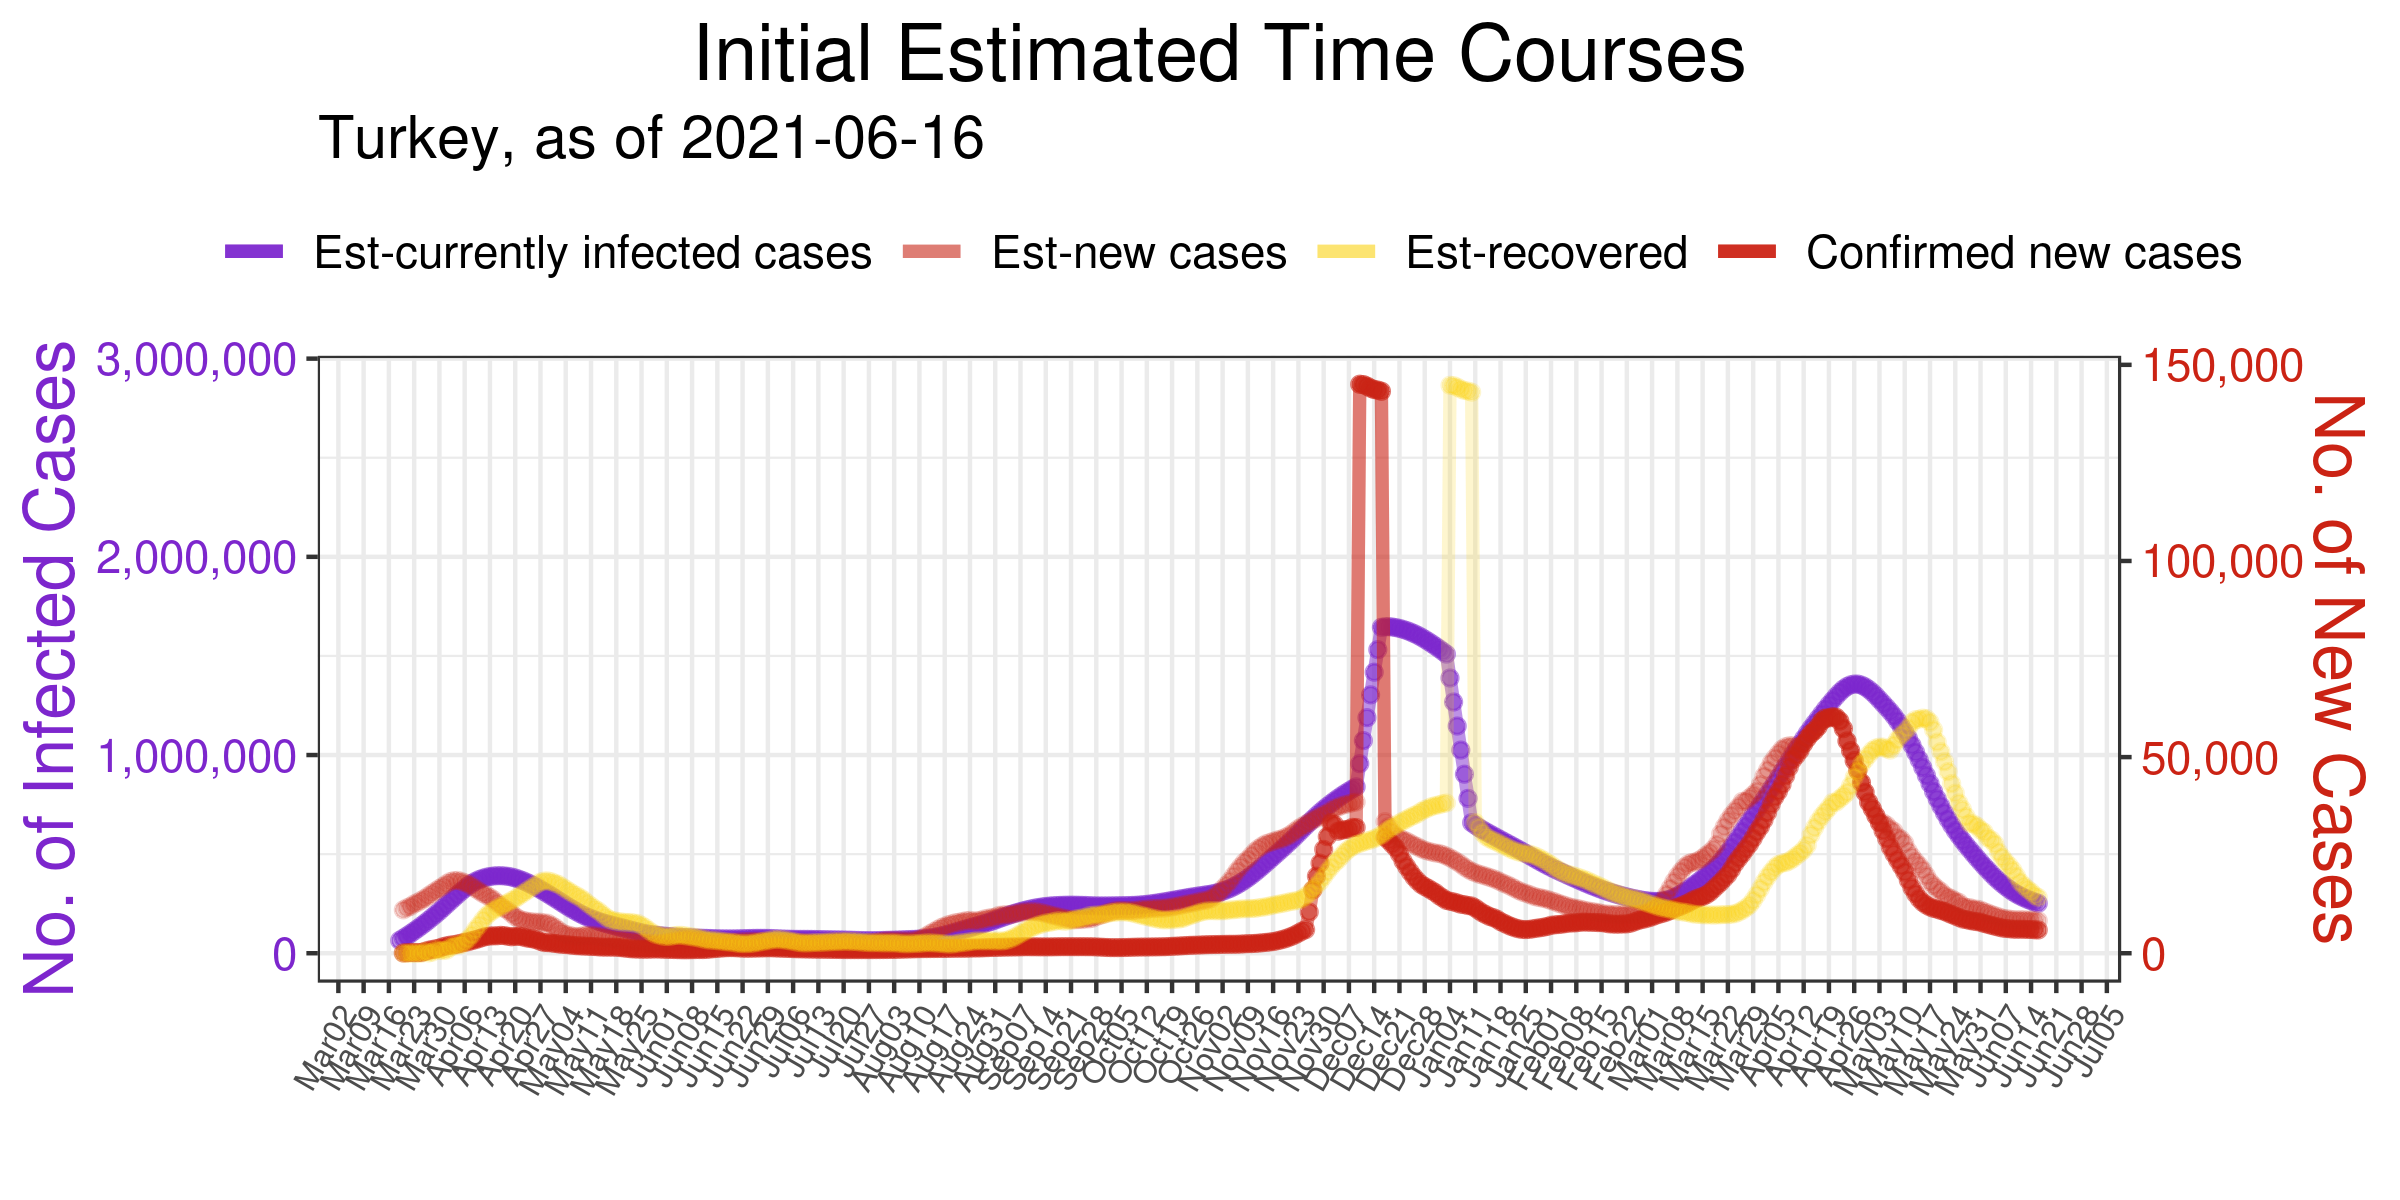 Initial Estimated Time Courses
Turkey, as of 2021-06-16
Est-currently infected cases
Est-new cases
Est-recovered
Confirmed new cases
No. of Infected Cases
3,000,000
2,000,000
1,000,000
0
150,000
100,000
50,000
0
No. of New Cases
Mar02
Mar09
Mar16
Mar23
Mar30
Apr06
Apr13
Apr20
Apr27
May04
May11
May18
May25
Jun01
Jun08
Jun15
Jun22
Jun29
Jul06
Jul13
Jul20
Jul27
Aug03
Aug10
Aug17
Aug24
Aug31
Sep07
Sep14
Sep21
Sep28
Oct05
Oct12
Oct19
Oct26
Nov02
Nov09
Nov16
Nov23
Nov30
Dec07
Dec14
Dec21
Dec28
Jan04
Jan11
Jan18
Jan25
Feb01
Feb08
Feb15
Feb22
Mar01
Mar08
Mar15
Mar22
Mar29
Apr05
Apr12
Apr19
Apr26
May03
May10
May17
May24
May31
Jun07
Jun14
Jun21
Jun28
Jul05